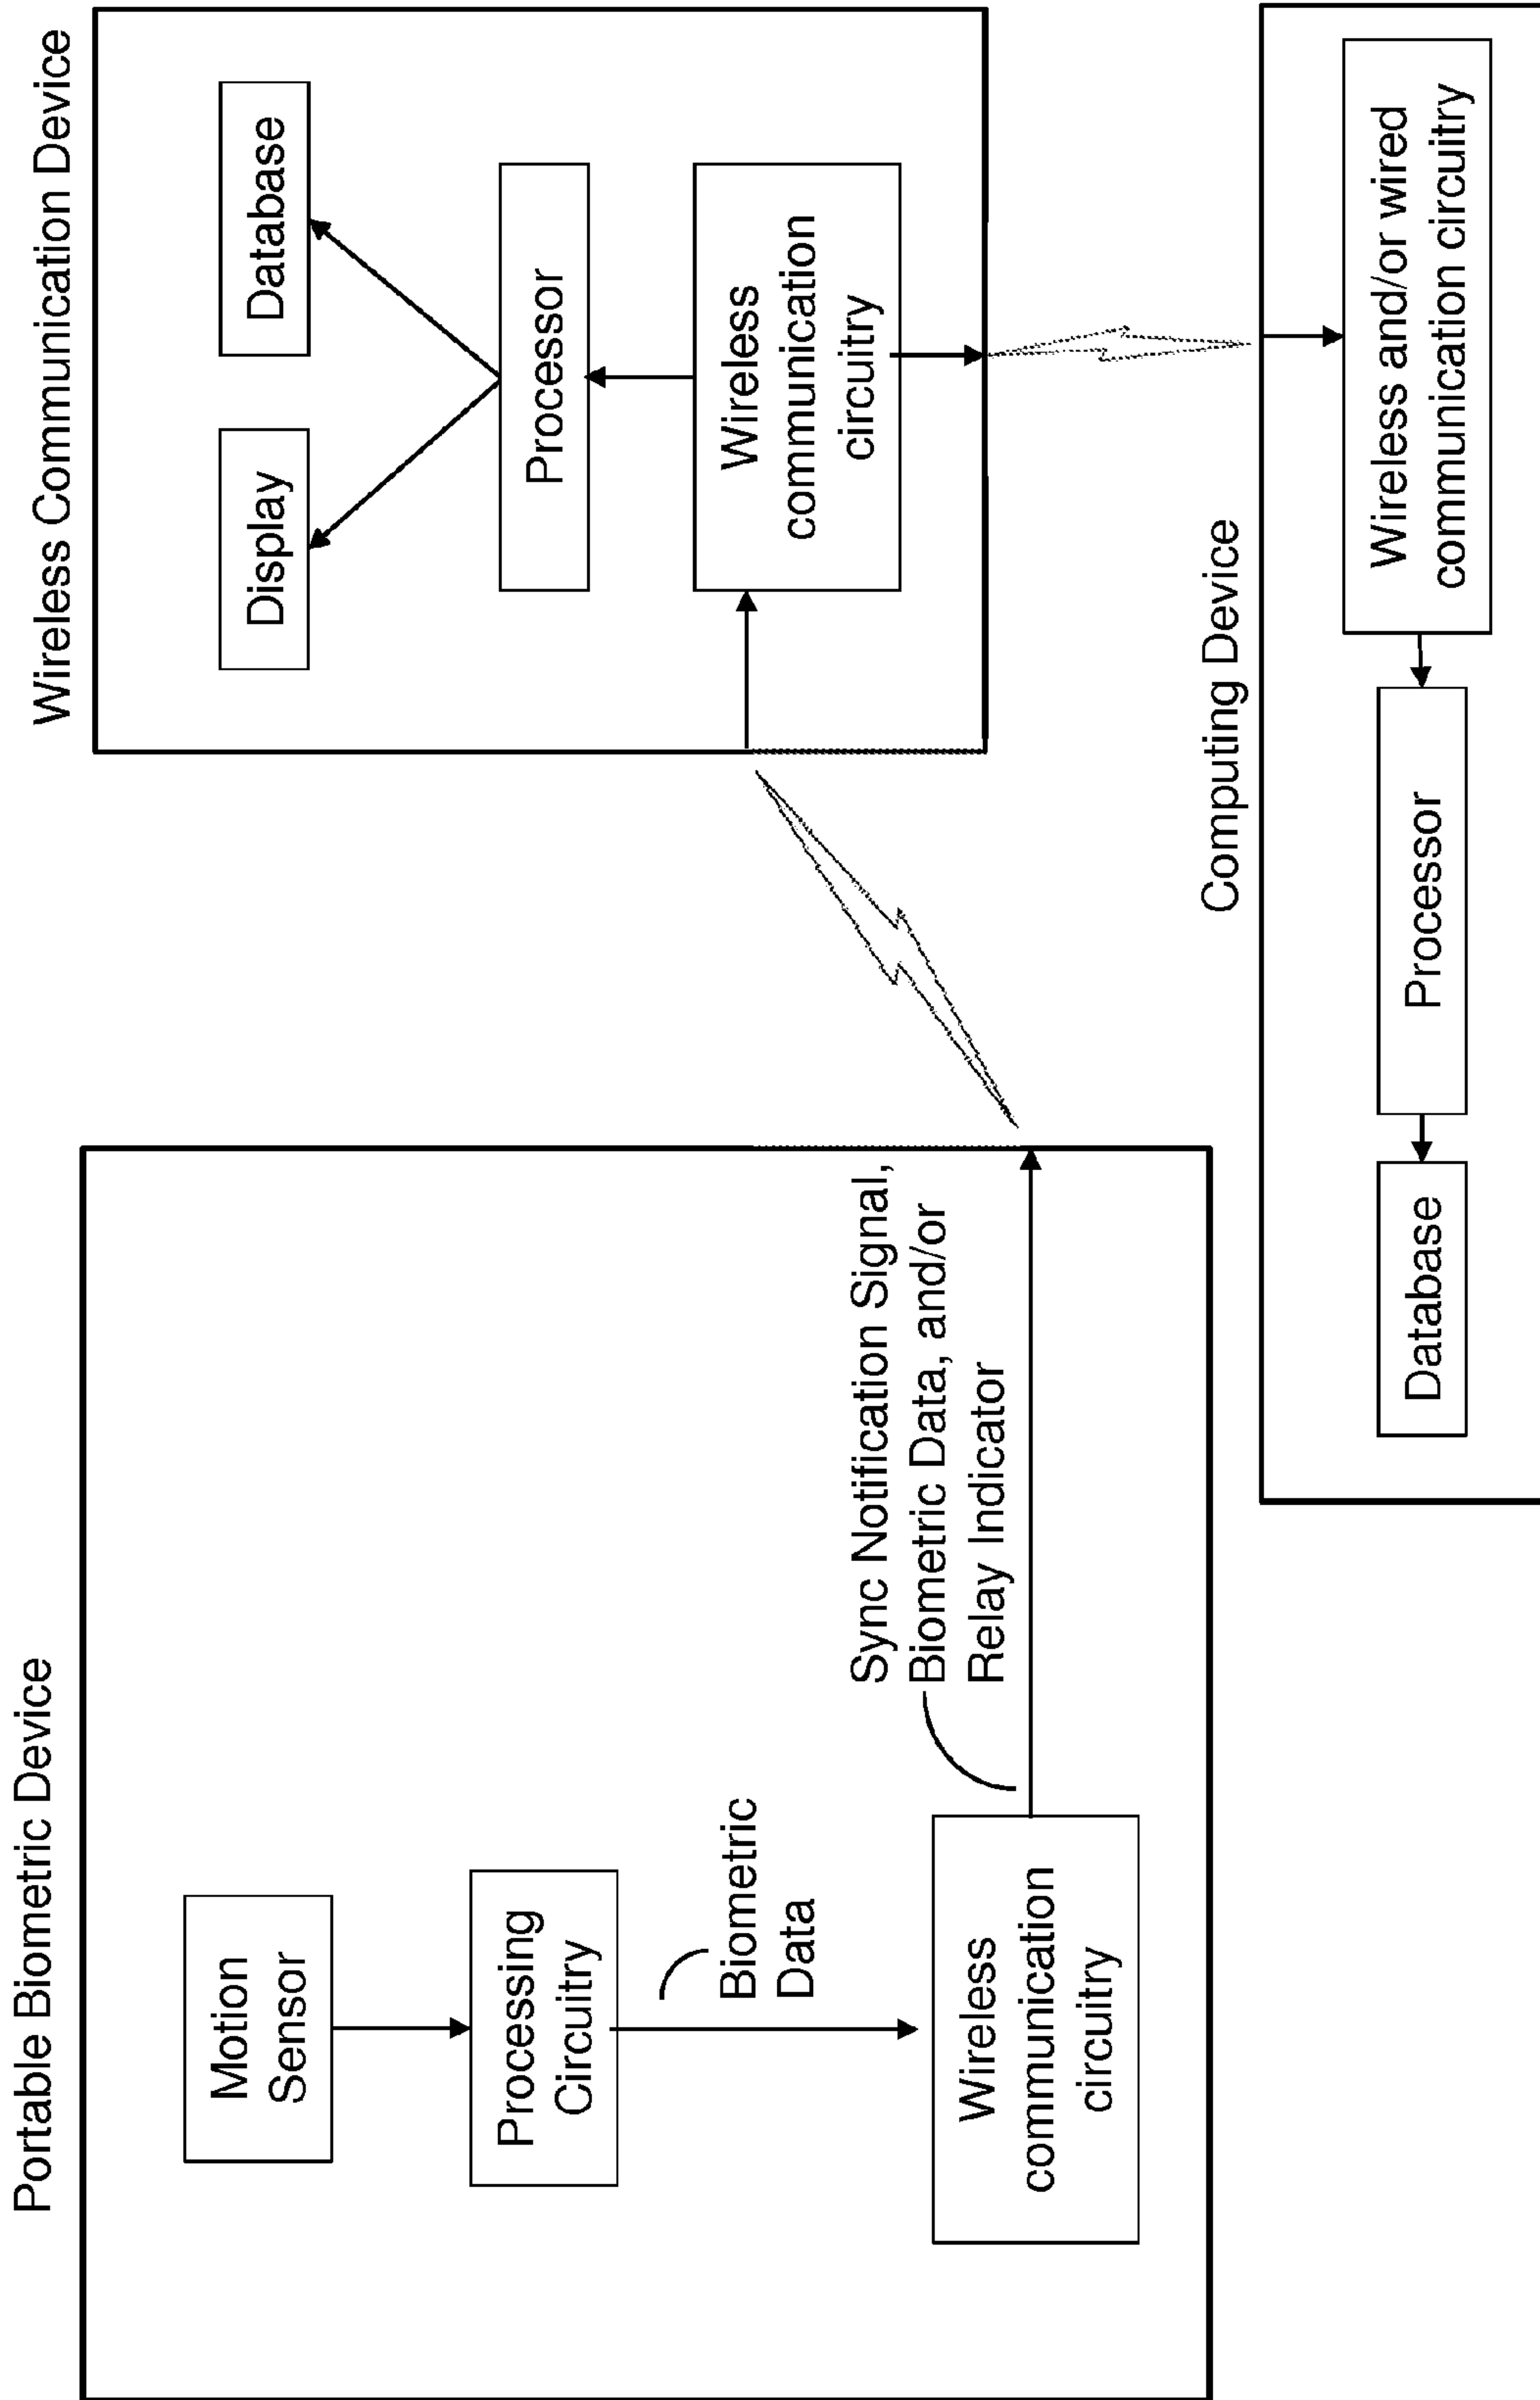 Portable Biometric Device
Motion
Sensor
Processing
Circuitry
Biometric
Data
Wireless
communication
circuitry
Sync Notification Signal,
Biometric Data, and/or
Relay Indicator
Wireless Communication Device
Display
Database
Processor
Wireless
communication
circuitry
Computing Device
Database
Processor
Wireless and/or wired
communication circuitry